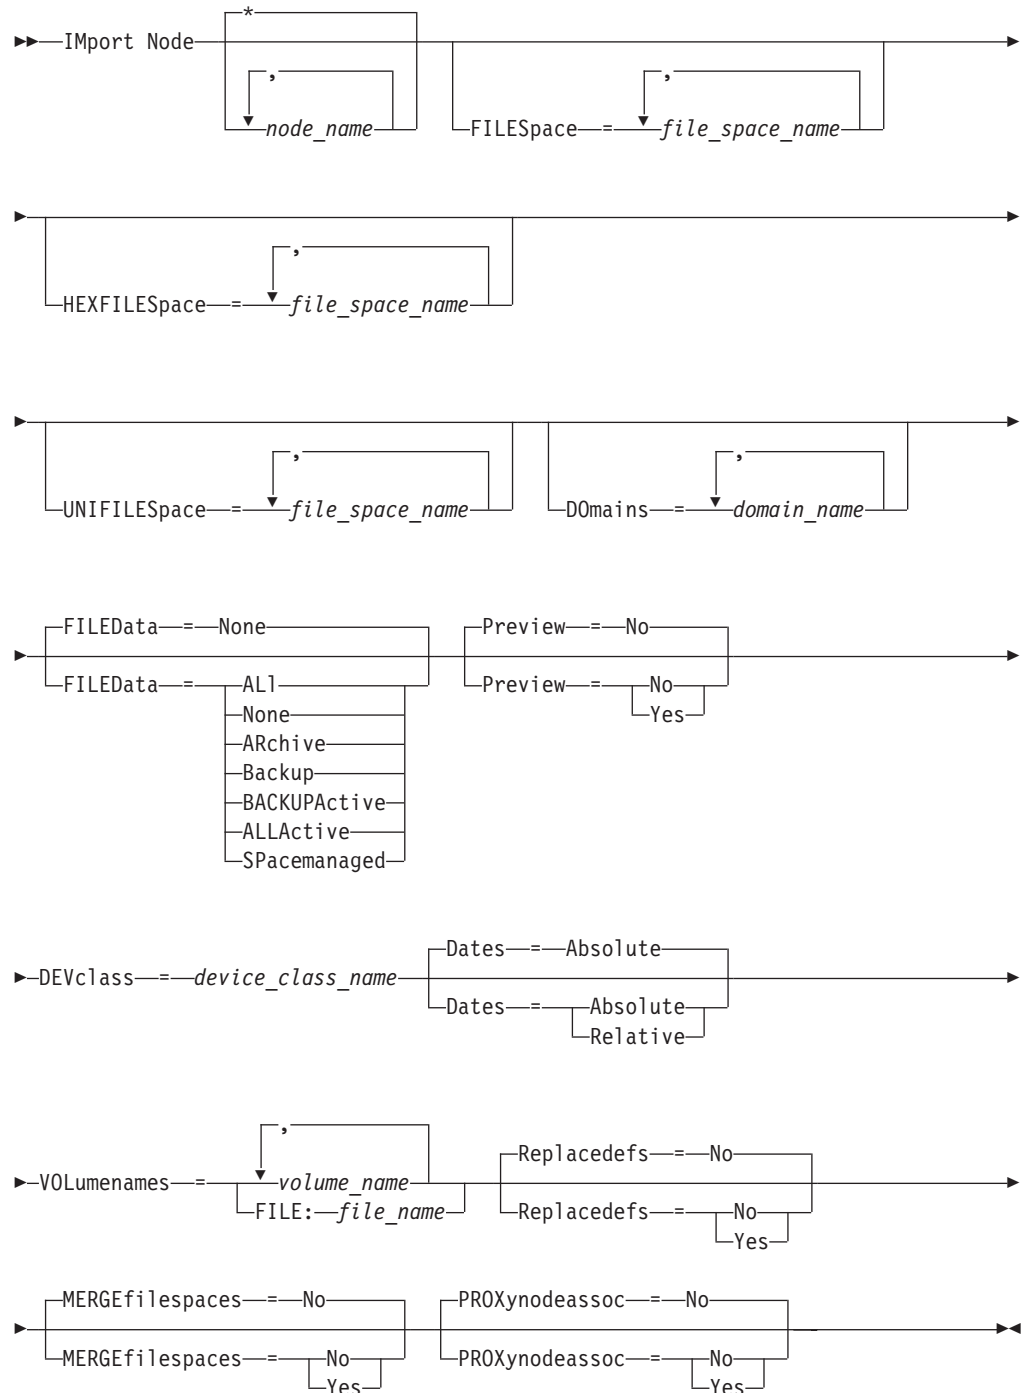 *
IMport Node
,
node_name
FILESpace = file_space_name
,
HEXFILESpace = file_space_name
,
UNIFILESpace = file_space_name
,
DOmains = domain_name
,
FILEData = None
FILEData = ALl
None
ARchive
Backup
BACKUPActive
ALLActive
SPacemanaged
Preview = No
Preview = No
Yes
DEVclass = device_class_name
Dates = Absolute
Dates = Absolute
Relative
,
VOLumenames = volume_name
FILE: file_name
Replacedefs = No
Replacedefs = No
Yes
MERGEfilespaces = No
MERGEfilespaces = No
Yes
PROXynodeassoc = No
PROXynodeassoc = No
Yes